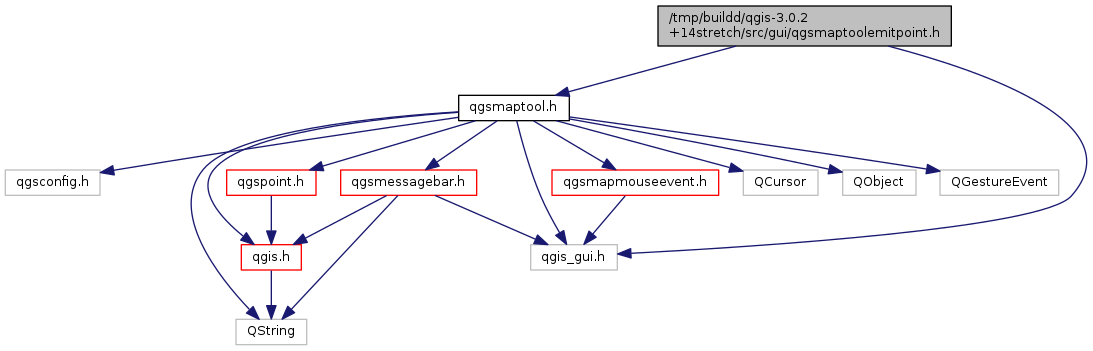 /tmp/buildd/qgis-3.0.2
+14stretch/src/gui/qgsmaptoolemitpoint.h
qgsmaptool.h
qgsconfig.h
qgspoint.h
qgsmessagebar.h
qgsmapmouseevent.h
QCursor
QObject
QGestureEvent
qgis.h
qgis_gui.h
QString